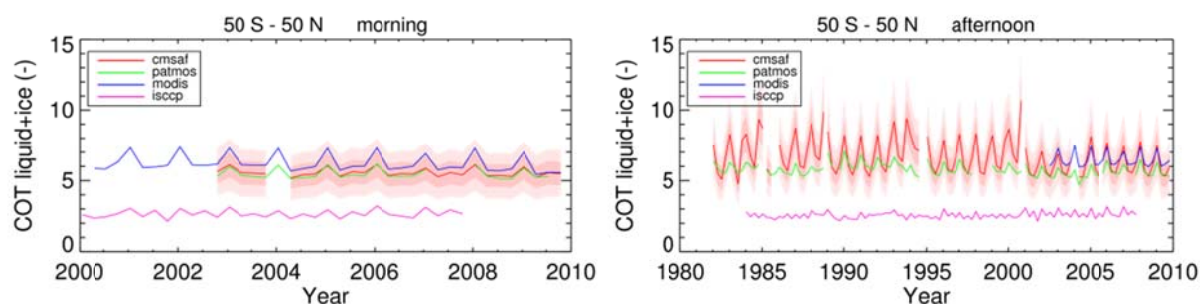 50 S - 50 N morning
15
10
5
0
COT liquid+ice (-)
cmsaf
patmos
modis
isccp
2000 2002 2004 2006 2008 2010
Year
50 S - 50 N afternoon
15
10
5
0
COT liquid+ice (-)
cmsaf
patmos
modis
isccp
1980 1985 1990 1995 2000 2005 2010
Year